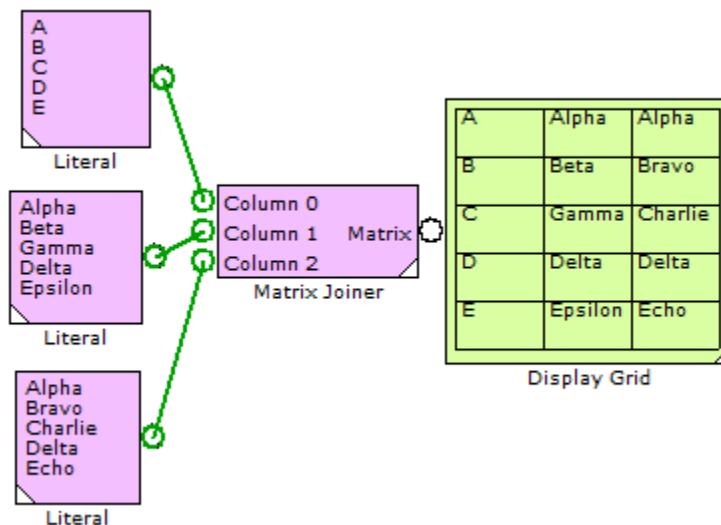 A
B
C
D
E
Literal
Alpha
Beta
Gamma
Delta
Epsilon
Literal
Alpha
Bravo
Charlie
Delta
Echo
Literal
Column 0
Column 1 Matrix
Column 2
Matrix Joiner
A Alpha Alpha
B Beta Bravo
C Gamma Charlie
D Delta Delta
E Epsilon Echo
Display Grid